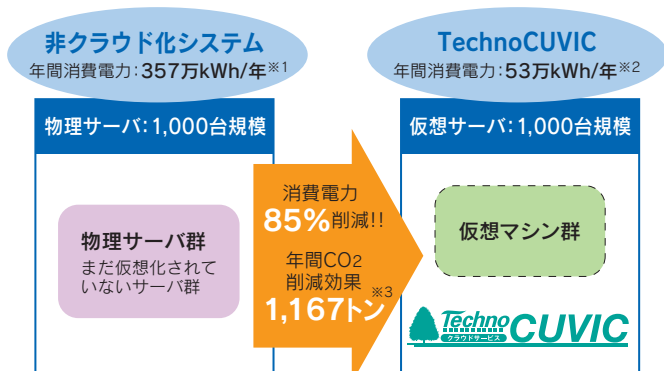 非クラウド化システム
年間消費電力：357万kWh/年※1
物理サーバ：1,000台規模
物理サーバ群
まだ仮想化されて
いないサーバ群
消費電力
85%削減!!
年間CO2
削減効果
※3
1,167トン
TechnoCUVIC
年間消費電力：53万kWh/年※2
仮想サーバ：1,000台規模
仮想マシン群
Techno CUVIC
クラウドサービス